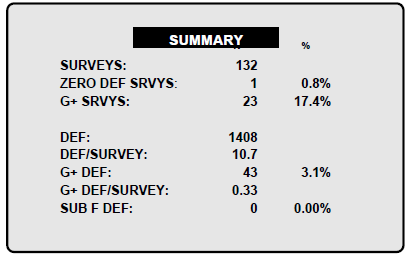 SUMMARY
%
SURVEYS: 132
ZERO DEF SRVYS: 1 0.8%
G+ SRVYS: 23 17.4%
DEF: 1408
DEF/SURVEY: 10.7
G+ DEF: 43 3.1%
G+ DEF/SURVEY: 0.33
SUB F DEF: 0 0.00%